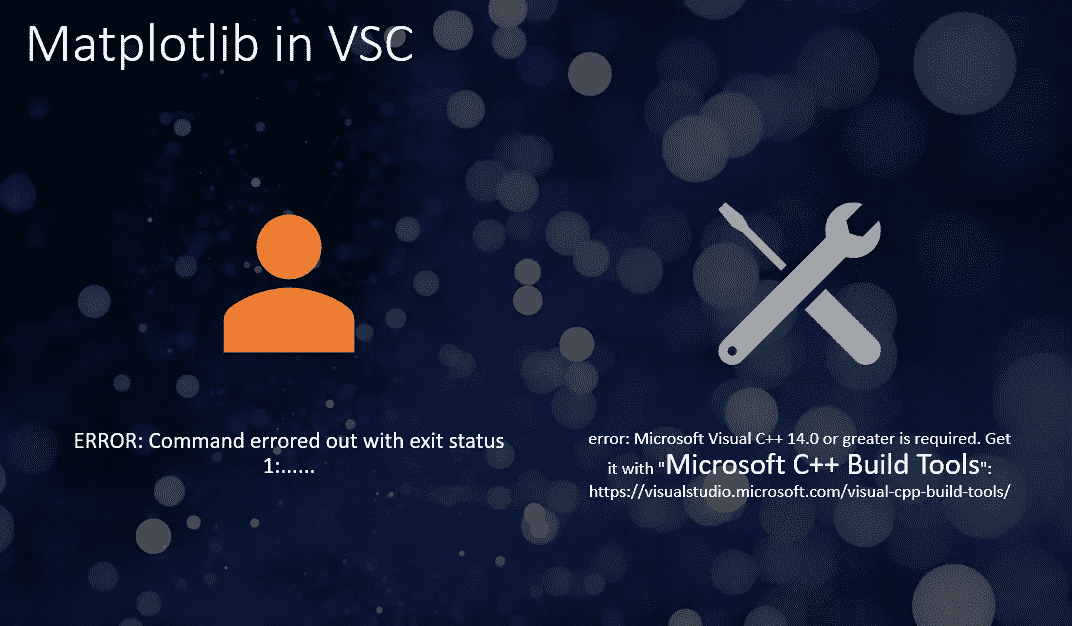 Matplotlib in VSC
ERROR: Command errored out with exit status
1:......
error: Microsoft Visual C++ 14.0 or greater is required. Get
it with "Microsoft C++ Build Tools":
https://visualstudio.microsoft.com/visual-cpp-build-tools/